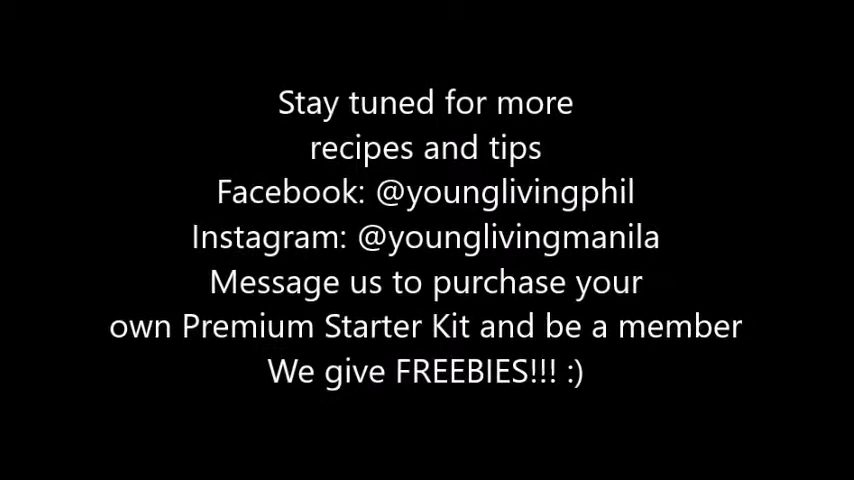 Stay tuned for more
recipes and tips
Facebook: @younglivingphil
Instagram: @younglivingmanila
Message us to purchase your
own Premium Starter Kit and be a member
We give FREEBIES!!! :)